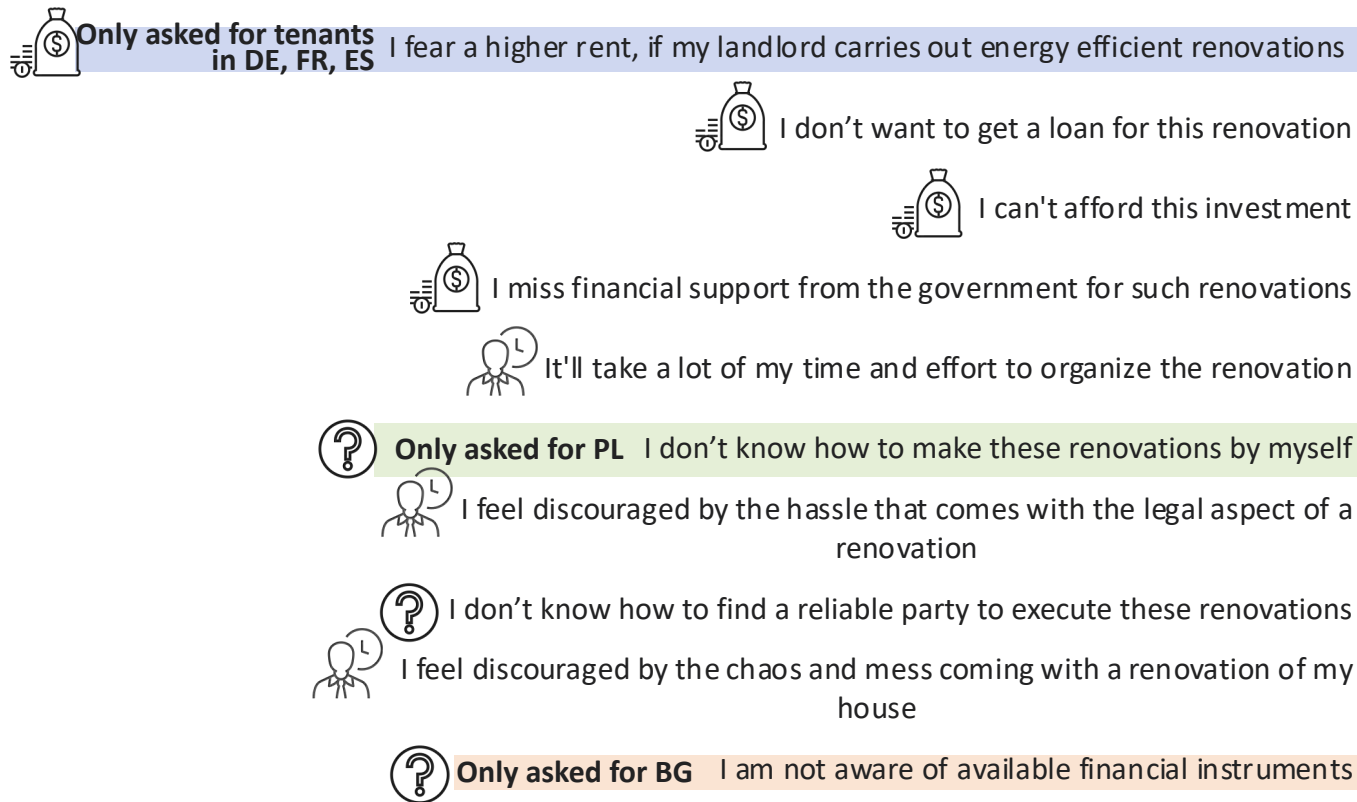 Only asked for tenants
in DE, FR, ES I fear a higher rent, if my landlord carries out energy efficient renovations
I don’t want to get a loan for this renovation
I can't afford this investment
I miss financial support from the government for such renovations
It'll take a lot of my time and effort to organize the renovation
Only asked for PL I don’t know how to make these renovations by myself
I feel discouraged by the hassle that comes with the legal aspect of a
renovation
I don’t know how to find a reliable party to execute these renovations
I feel discouraged by the chaos and mess coming with a renovation of my
house
Only asked for BG I am not aware of available financial instruments